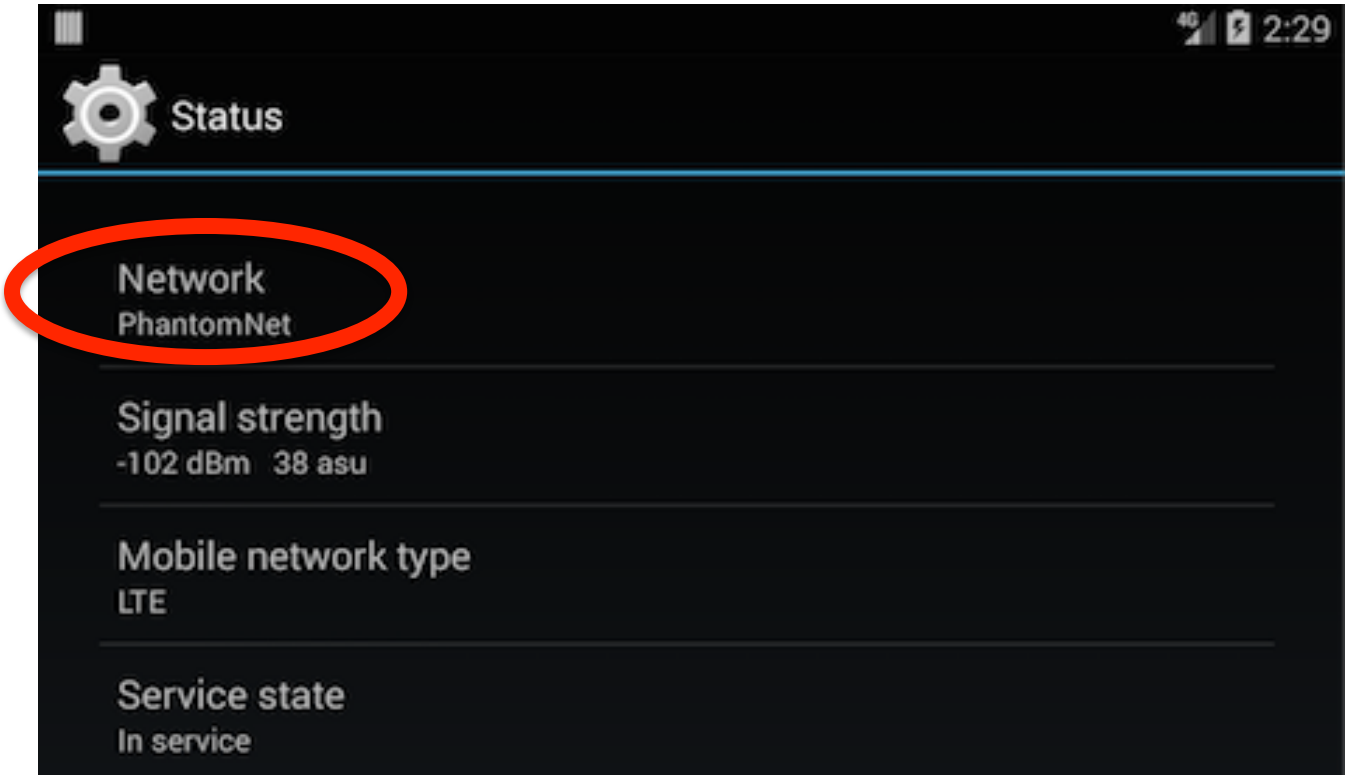 4G 2:29
Status
Network
PhantomNet
Signal strength
-102 dBm 38 asu
Mobile network type
LTE
Service state
In service